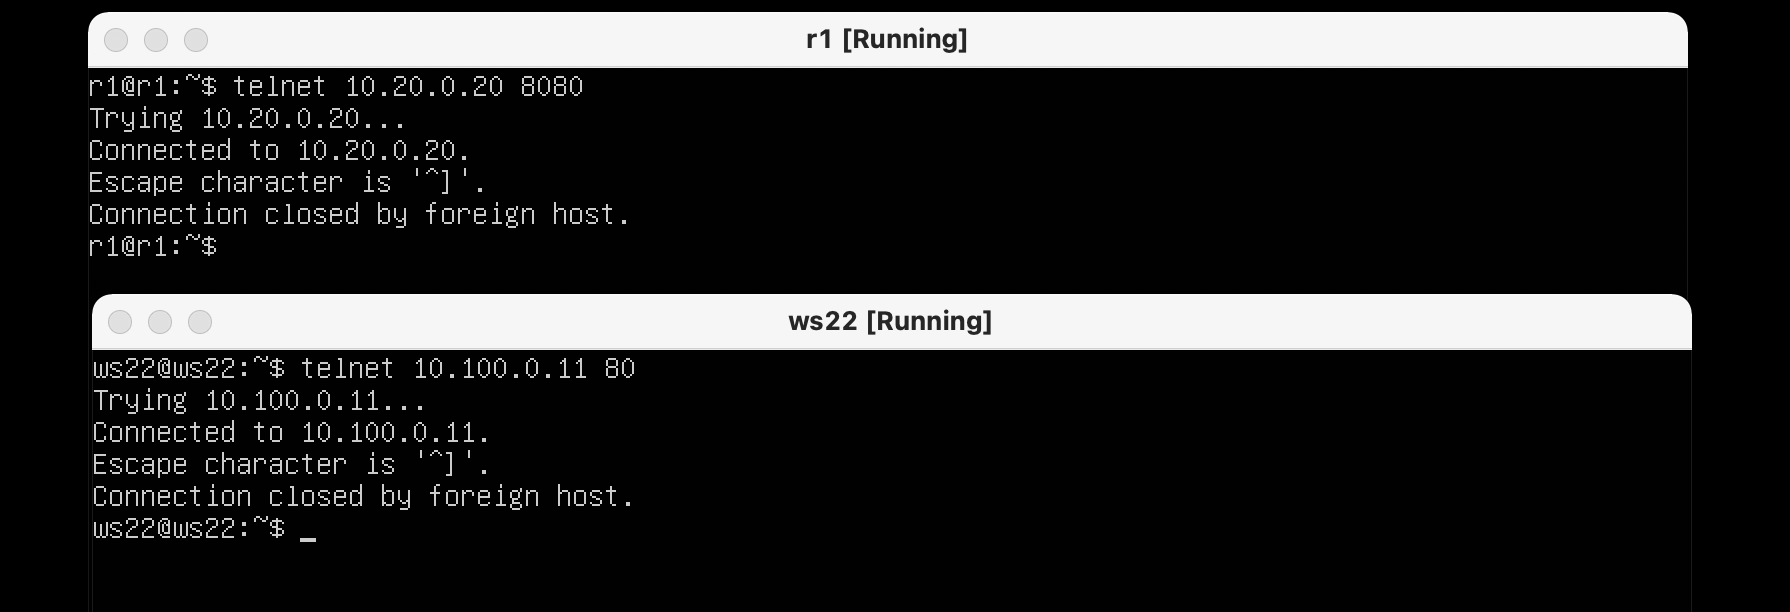 r1 [Running]
r1@r1:~$ telnet 10.20.0.20 8080
Trying 10.20.0.20...
Connected to 10.20.0.20.
Escape character is '^]'.
Connection closed by foreign host.
r1@r1:~$
ws22 [Running]
ws22@ws22:~$ telnet 10.100.0.11 80
Trying 10.100.0.11...
Connected to 10.100.0.11.
Escape character is '^]'.
Connection closed by foreign host.
ws22@ws22:~$ _